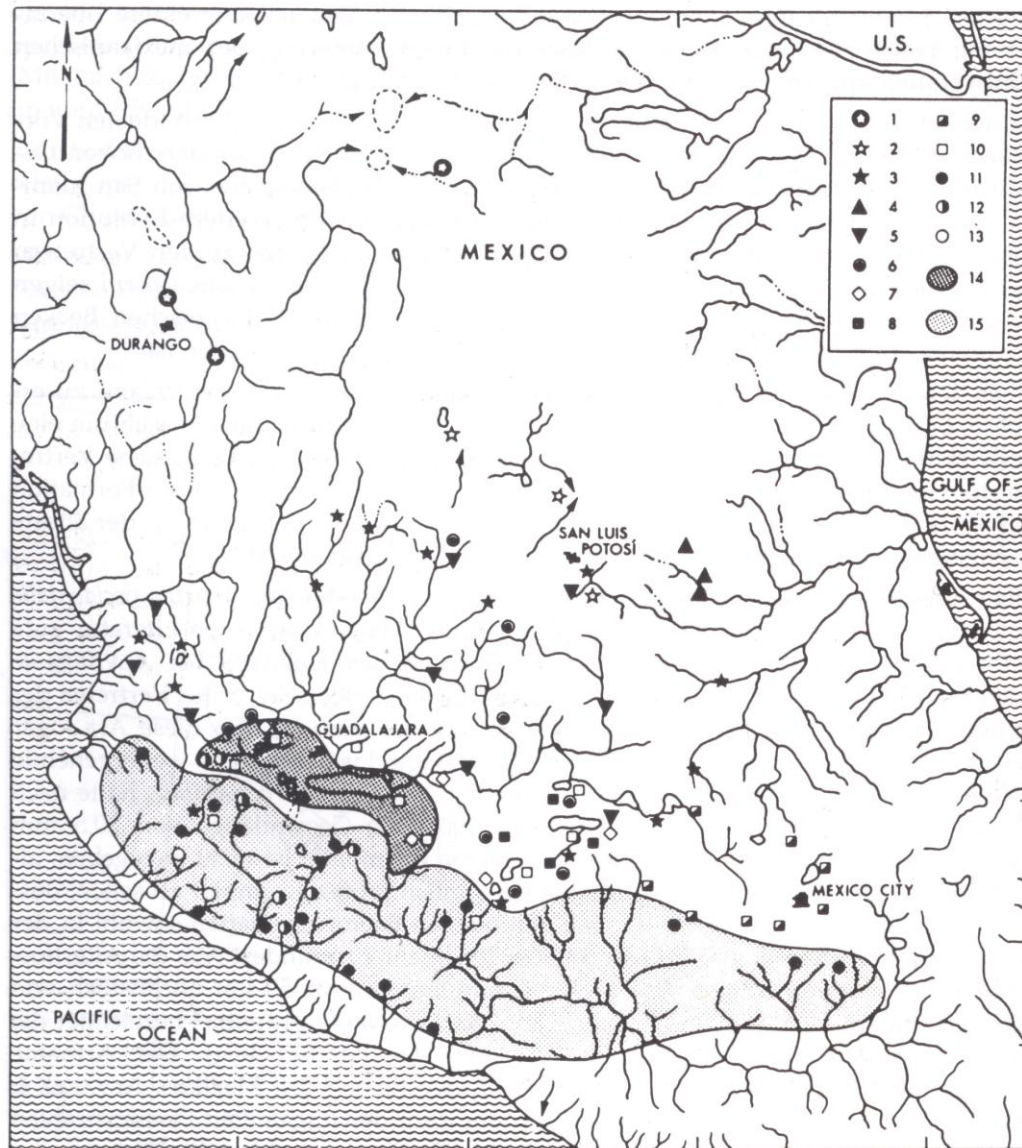 U.S.
N
1 9
2 10
3 11
4 12
5 13
6 14
7
8 15
MEXICO
DURANGO
GULF OF
MEXICO
SAN LUIS
POTOSÍ
GUADALAJARA
MEXICO CITY
PACIFIC
OCEAN